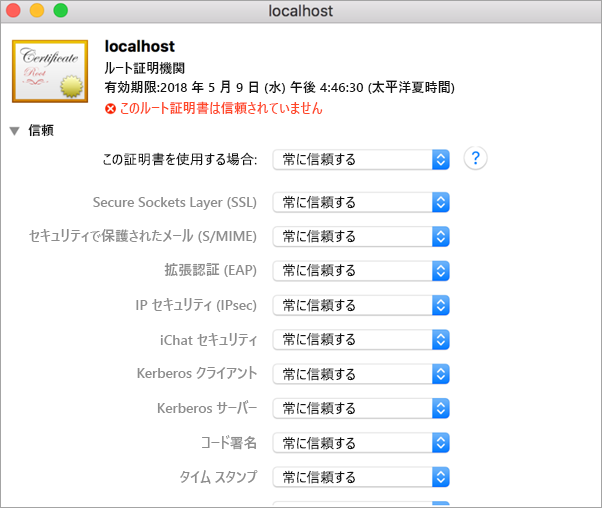 localhost
Certificate
Root
localhost
ルート証明機関
有効期限:2018 年 5 月 9 日 (水) 午後 4:46:30 (太平洋夏時間)
このルート証明書は信頼されていません
信頼
この証明書を使用する場合: 常に信頼する ?
Secure Sockets Layer (SSL) 常に信頼する
セキュリティで保護されたメール (S/MIME) 常に信頼する
拡張認証 (EAP) 常に信頼する
IP セキュリティ (IPsec) 常に信頼する
iChat セキュリティ 常に信頼する
Kerberos クライアント 常に信頼する
Kerberos サーバー 常に信頼する
コード署名 常に信頼する
タイム スタンプ 常に信頼する